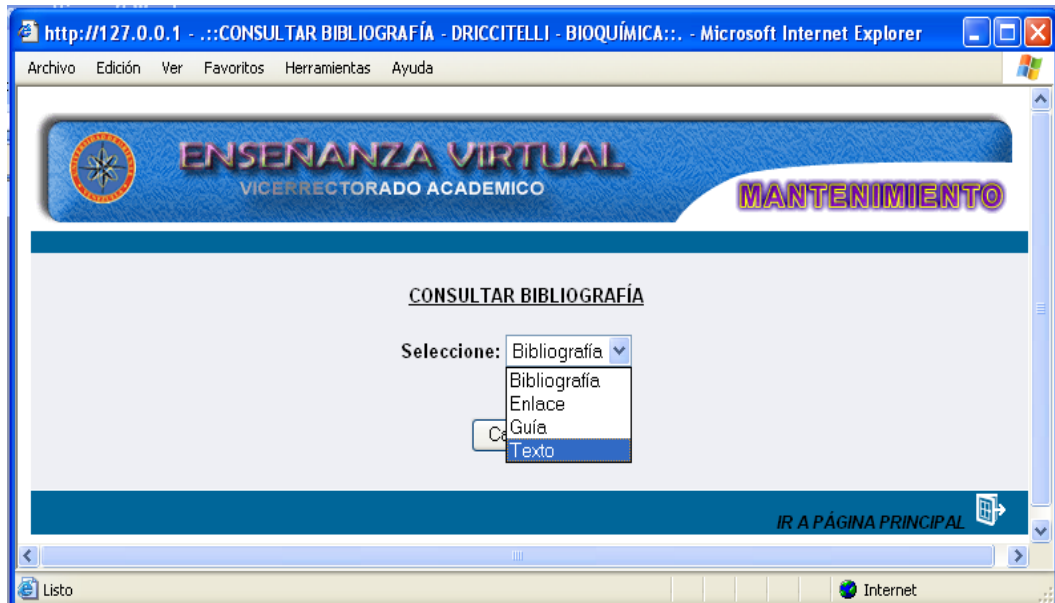 http://127.0.0.1 - .::CONSULTAR BIBLIOGRAFÍA - DRICCITELLI - BIOQUÍMICA::. - Microsoft Internet Explorer
Archivo Edición Ver Favoritos Herramientas Ayuda
ENSEÑANZA VIRTUAL
VICERRECTORADO ACADEMICO
MANTENIMIENTO
CONSULTAR BIBLIOGRAFÍA
Seleccione: Bibliografía
Bibliografía
Enlace
Guía
Texto
IR A PÁGINA PRINCIPAL
Listo
Internet